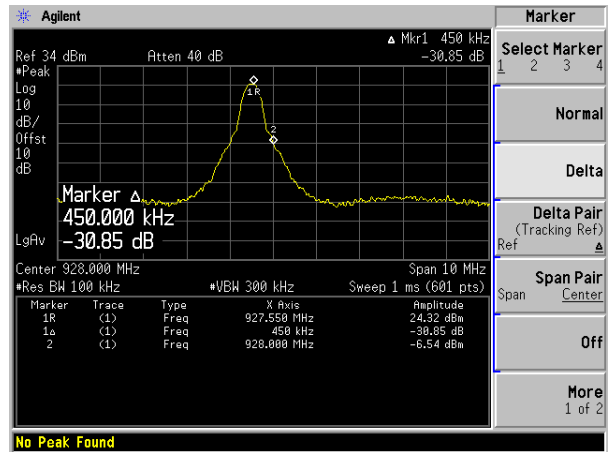 Agilent
Marker
Δ Mkr1 450 kHz
Ref 34 dBm Atten 40 dB -30.85 dB
#Peak
Log
10
dB/
Offst
10
dB
LgAv
1R
2
Marker Δ
450.000 kHz
-30.85 dB
Center 928.000 MHz Span 10 MHz
#Res BW 100 kHz #VBW 300 kHz Sweep 1 ms (601 pts)
Marker Trace Type X Axis Amplitude
1R (1) Freq 927.550 MHz 24.32 dBm
1Δ (1) Freq 450 kHz -30.85 dB
2 (1) Freq 928.000 MHz -6.54 dBm
No Peak Found
Select Marker
1 2 3 4
Normal
Delta
Delta Pair
(Tracking Ref)
Ref Δ
Span Pair
Span Center
Off
More
1 of 2